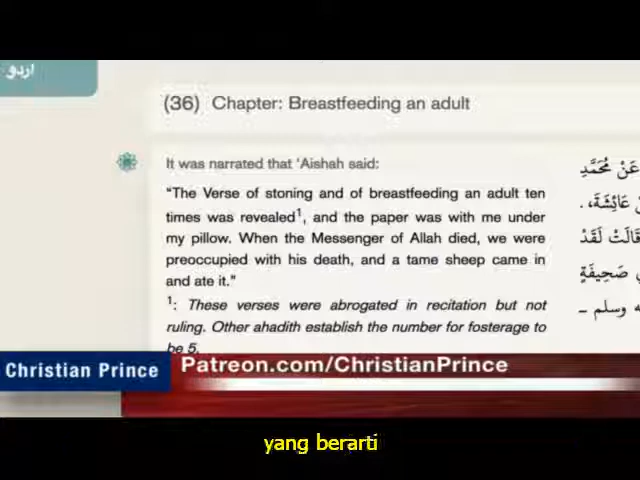 اردو
(36) Chapter: Breastfeeding an adult
It was narrated that 'Aishah said:
"The Verse of stoning and of breastfeeding an adult ten
times was revealed¹, and the paper was with me under
my pillow. When the Messenger of Allah died, we were
preoccupied with his death, and a tame sheep came in
and ate it."
¹: These verses were abrogated in recitation but not
ruling. Other ahadith establish the number for fosterage to
be 5.
عَنْ مُحَمَّدِ
عَائِشَةَ، .
قَالَتْ لَقَدْ
صَحِيفَةٍ
وسلم ـ
Christian Prince
Patreon.com/ChristianPrince
yang berarti